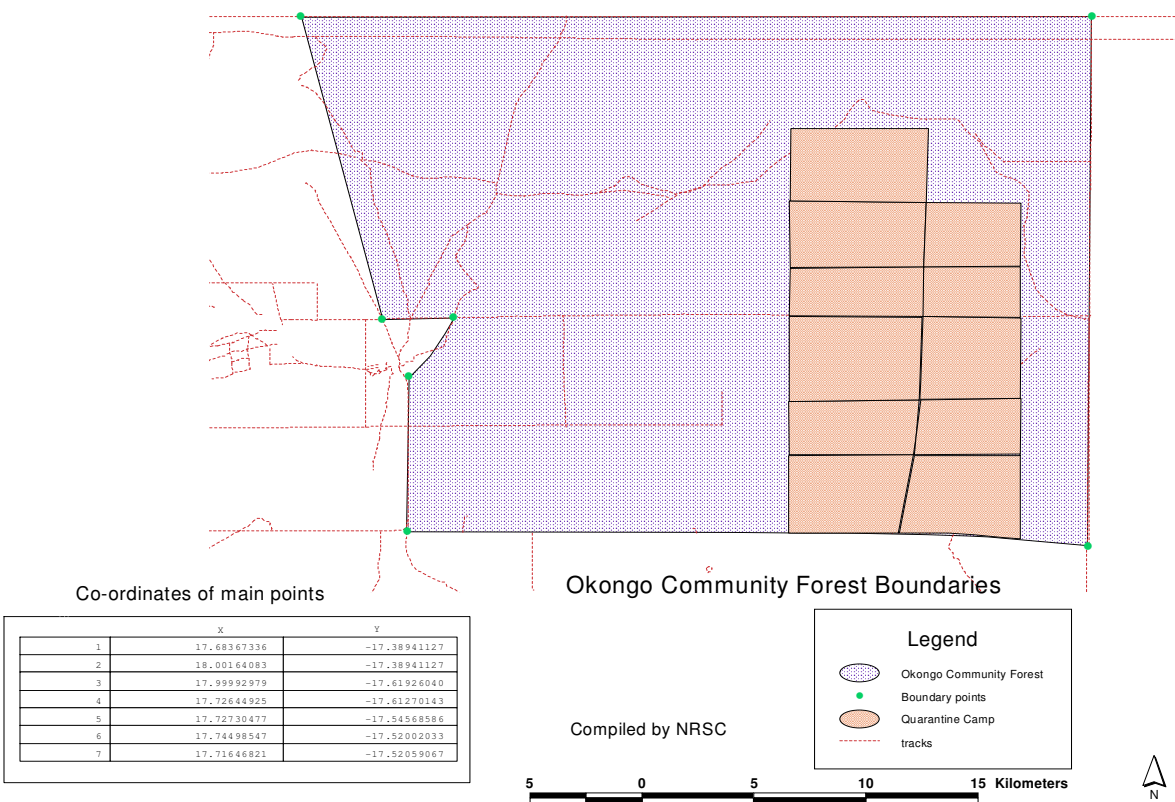 Okongo Community Forest Boundaries
Co-ordinates of main points
X Y
1 17.68367336 -17.38941127
2 18.00164083 -17.38941127
3 17.99992979 -17.61926040
4 17.72644925 -17.61270143
5 17.72730477 -17.54568586
6 17.74498547 -17.52002033
7 17.71646821 -17.52059067
Compiled by NRSC
Legend
Okongo Community Forest
Boundary points
Quarantine Camp
tracks
5 0 5 10 15 Kilometers
N